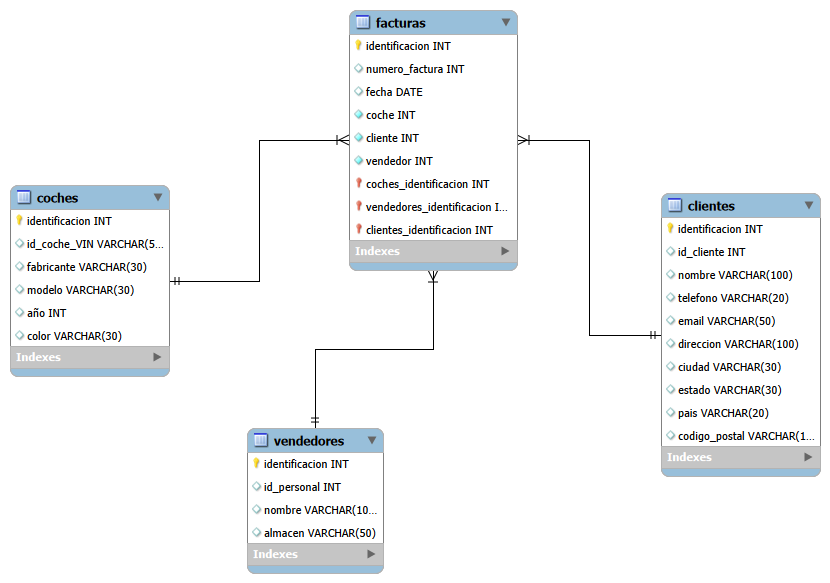 facturas
identificacion INT
numero_factura INT
fecha DATE
coche INT
cliente INT
vendedor INT
coches_identificacion INT
vendedores_identificacion I...
clientes_identificacion INT
Indexes
coches
identificacion INT
id_coche_VIN VARCHAR(5...
fabricante VARCHAR(30)
modelo VARCHAR(30)
año INT
color VARCHAR(30)
Indexes
clientes
identificacion INT
id_cliente INT
nombre VARCHAR(100)
telefono VARCHAR(20)
email VARCHAR(50)
direccion VARCHAR(100)
ciudad VARCHAR(30)
estado VARCHAR(30)
pais VARCHAR(20)
codigo_postal VARCHAR(1...
Indexes
vendedores
identificacion INT
id_personal INT
nombre VARCHAR(10...
almacen VARCHAR(50)
Indexes